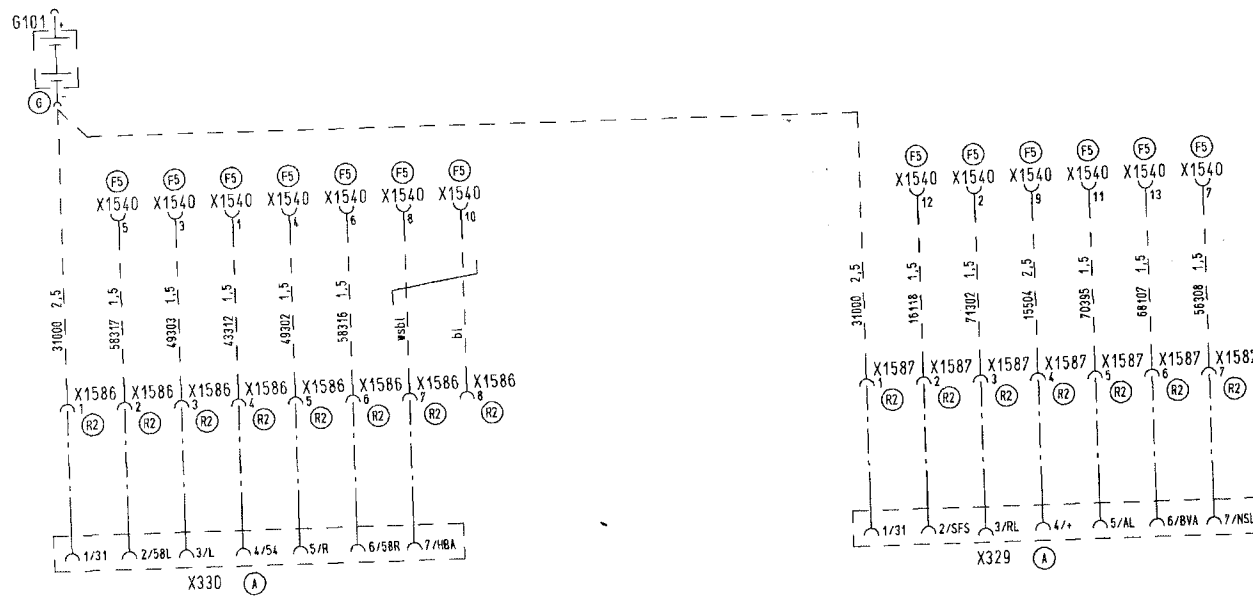 G101 +
-
G
F5 F5 F5 F5 F5 F5 F5
X1540 X1540 X1540 X1540 X1540 X1540 X1540
5 3 1 4 6 8 10
F5 F5 F5 F5 F5 F5
X1540 X1540 X1540 X1540 X1540 X1540
12 2 9 11 13 7
31000 2,5
58317 1,5
49303 1,5
43312 1,5
49302 1,5
58316 1,5
wsbl
bl
31000 2,5
16118 1,5
71302 1,5
15504 2,5
70395 1,5
68107 1,5
56308 1,5
X1586 X1586 X1586 X1586 X1586 X1586 X1586 X1586
1 2 3 4 5 6 7 8
R2 R2 R2 R2 R2 R2 R2 R2
X1587 X1587 X1587 X1587 X1587 X1587 X1587
1 2 3 4 5 6 7
R2 R2 R2 R2 R2 R2 R2
1/31 2/58L 3/L 4/54 5/R 6/58R 7/HBA
X330 A
1/31 2/SFS 3/RL 4/+ 5/AL 6/BVA 7/NSL
X329 A